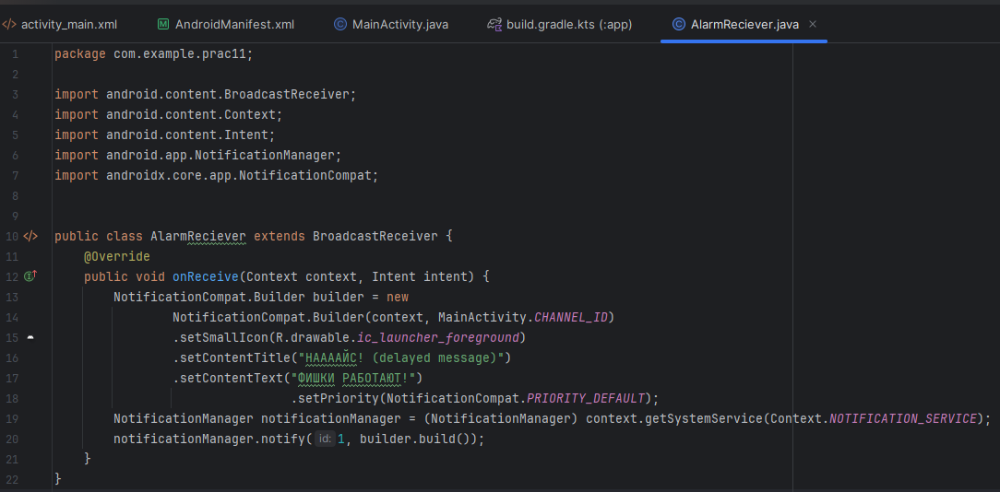 activity_main.xml AndroidManifest.xml MainActivity.java build.gradle.kts (:app) AlarmReciever.java
1 package com.example.prac11;
2
3 import android.content.BroadcastReceiver;
4 import android.content.Context;
5 import android.content.Intent;
6 import android.app.NotificationManager;
7 import androidx.core.app.NotificationCompat;
8
9
10 public class AlarmReciever extends BroadcastReceiver {
11 @Override
12 public void onReceive(Context context, Intent intent) {
13 NotificationCompat.Builder builder = new
14 NotificationCompat.Builder(context, MainActivity.CHANNEL_ID)
15 .setSmallIcon(R.drawable.ic_launcher_foreground)
16 .setContentTitle("НААААЙС! (delayed message)")
17 .setContentText("ФИШКИ РАБОТАЮТ!")
18 .setPriority(NotificationCompat.PRIORITY_DEFAULT);
19 NotificationManager notificationManager = (NotificationManager) context.getSystemService(Context.NOTIFICATION_SERVICE);
20 notificationManager.notify( id: 1, builder.build());
21 }
22 }